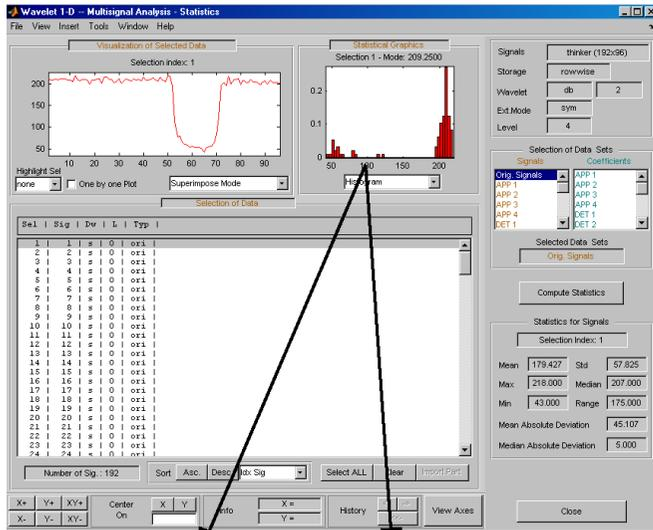 Wavelet 1-D -- Multisignal Analysis - Statistics
File View Insert Tools Window Help
Visualization of Selected Data
Selection index: 1
200
150
100
50
10 20 30 40 50 60 70 80 90
Highlight Sel
none
One by one Plot
Superimpose Mode
Statistical Graphics
Selection 1 - Mode: 209.2500
0.2
0.1
0
50 100 150 200
Histogram
Selection of Data
Sel | Sig | Dw | L | Typ |
1 | 1 | s | 0 | ori |
2 | 2 | s | 0 | ori |
3 | 3 | s | 0 | ori |
4 | 4 | s | 0 | ori |
5 | 5 | s | 0 | ori |
6 | 6 | s | 0 | ori |
7 | 7 | s | 0 | ori |
8 | 8 | s | 0 | ori |
9 | 9 | s | 0 | ori |
10 | 10 | s | 0 | ori |
11 | 11 | s | 0 | ori |
12 | 12 | s | 0 | ori |
13 | 13 | s | 0 | ori |
14 | 14 | s | 0 | ori |
15 | 15 | s | 0 | ori |
16 | 16 | s | 0 | ori |
17 | 17 | s | 0 | ori |
18 | 18 | s | 0 | ori |
19 | 19 | s | 0 | ori |
20 | 20 | s | 0 | ori |
21 | 21 | s | 0 | ori |
22 | 22 | s | 0 | ori |
23 | 23 | s | 0 | ori |
24 | 24 | s | 0 | ori |
Number of Sig.: 192
Sort Asc. Desc. Idx Sig
Select ALL Clear Import Part.
X+ Y+ XY+
X- Y- XY-
Center On
X Y
X =
Y =
History
View Axes
Signals thinker (192x96)
Storage rowwise
Wavelet db 2
Ext.Mode sym
Level 4
Selection of Data Sets
Signals
Orig. Signals
APP 1
APP 2
APP 3
APP 4
DET 1
Coefficients
APP 1
APP 2
APP 3
APP 4
DET 1
DET 2
Selected Data Sets
Orig. Signals
Compute Statistics
Statistics for Signals
Selection Index: 1
Mean 179.427 Std 57.825
Max 218.000 Median 207.000
Min 43.000 Range 175.000
Mean Absolute Deviation 45.107
Median Absolute Deviation 5.000
Close